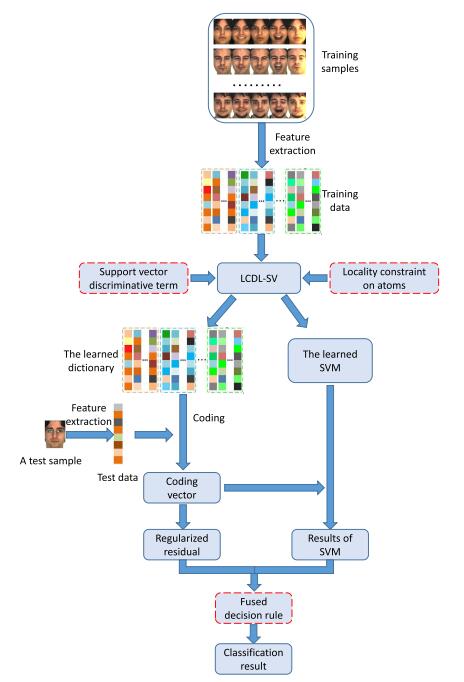 Training
samples
Feature
extraction
Training
data
Support vector
discriminative term
LCDL-SV
Locality constraint
on atoms
The learned
dictionary
The learned
SVM
Feature
extraction
Coding
A test sample
Test data
Coding
vector
Regularized
residual
Results of
SVM
Fused
decision rule
Classification
result